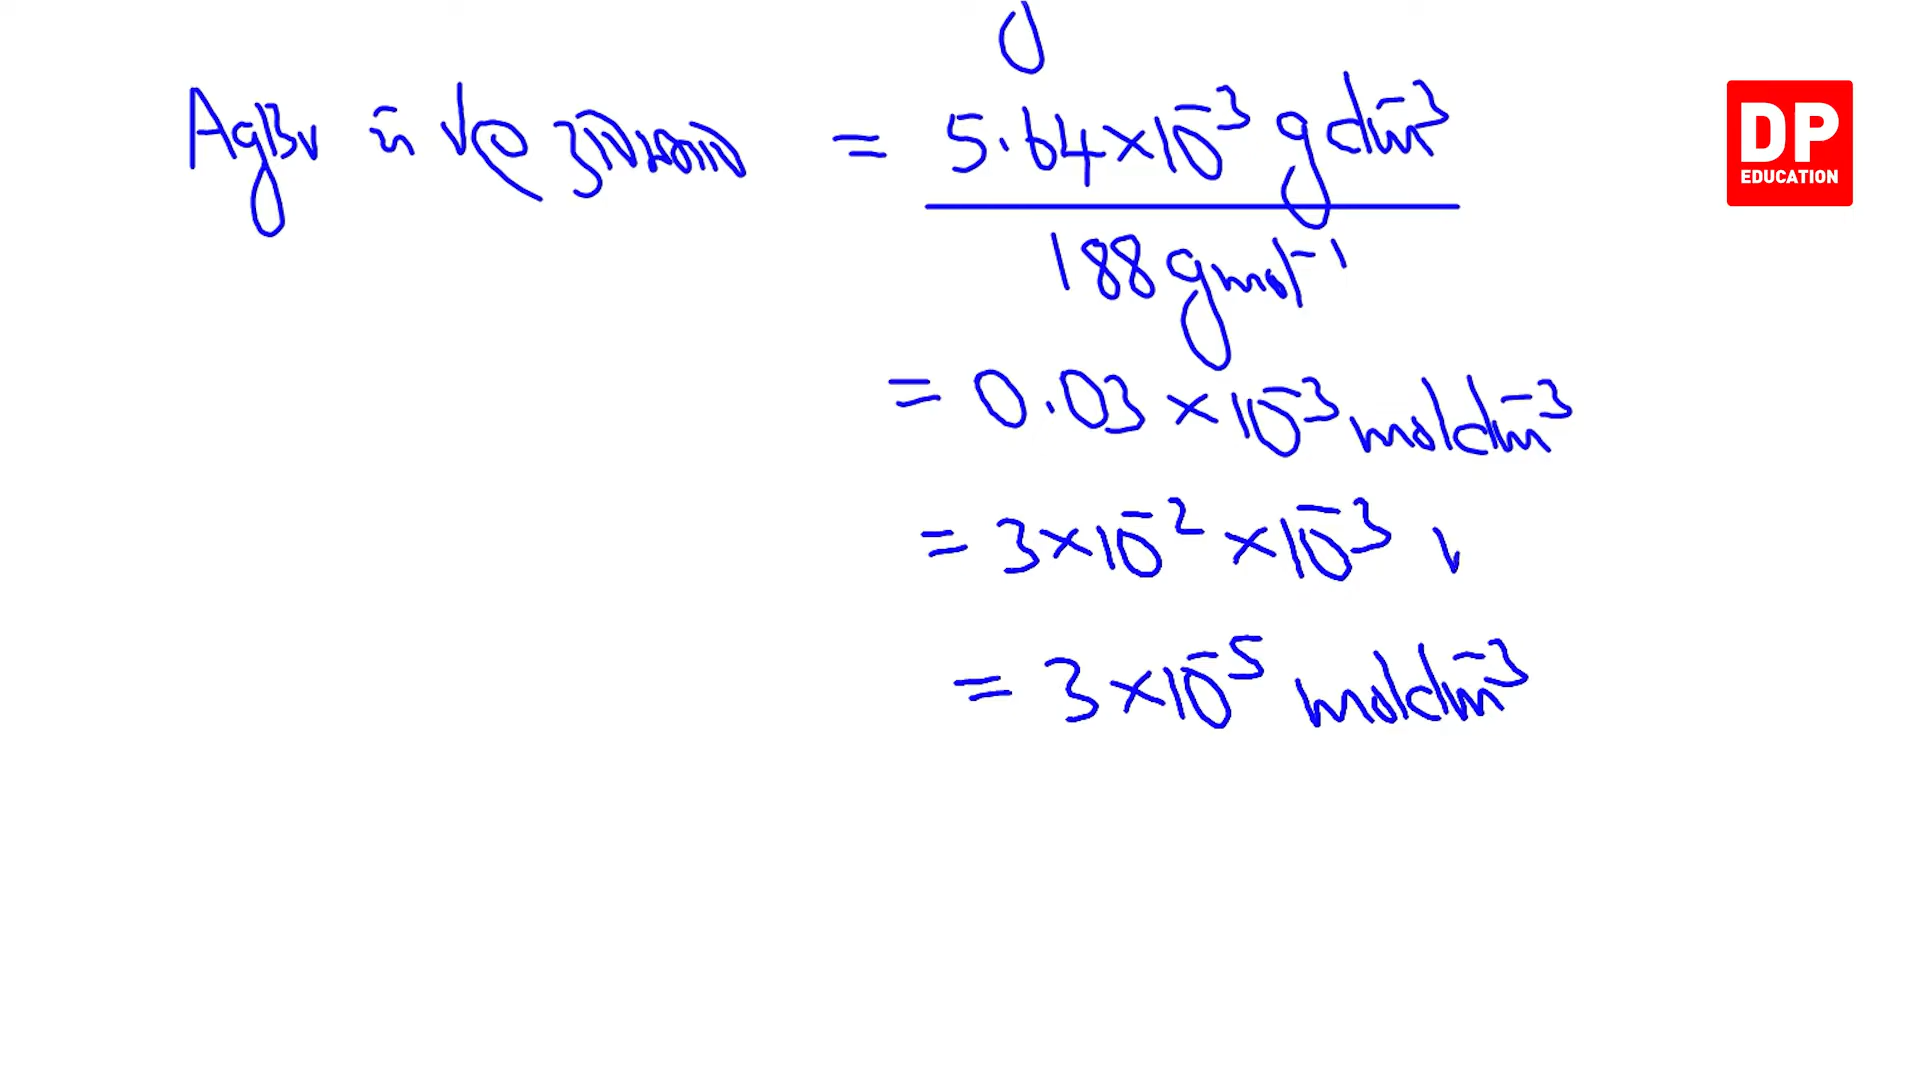 AgBr = 5.64×10⁻³ g dm⁻³
188 g mol⁻¹
= 0.03 × 10⁻³ mol dm⁻³
= 3×10⁻² × 10⁻³
= 3×10⁻⁵ mol dm⁻³
DP
EDUCATION